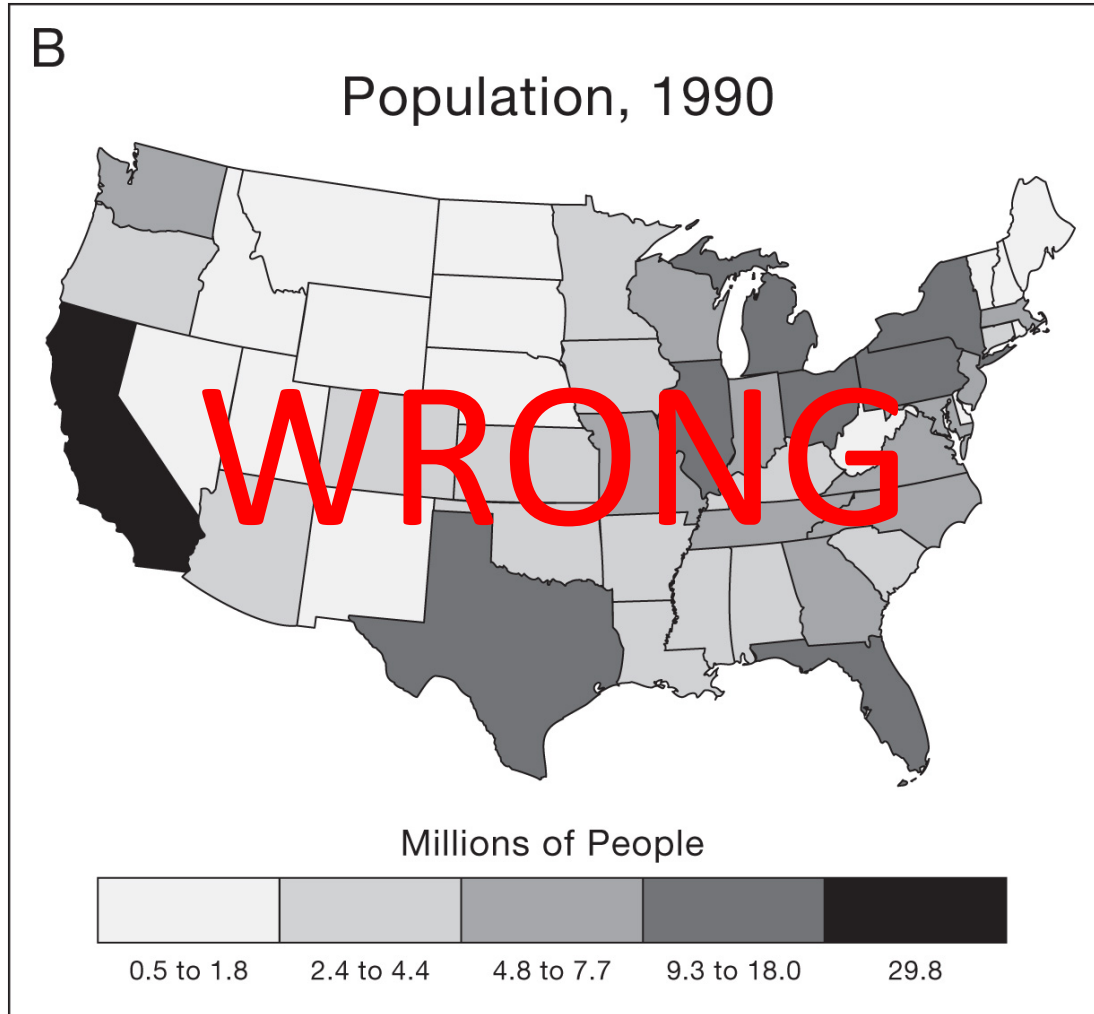 B
Population, 1990
WRONG
Millions of People
0.5 to 1.8 2.4 to 4.4 4.8 to 7.7 9.3 to 18.0 29.8